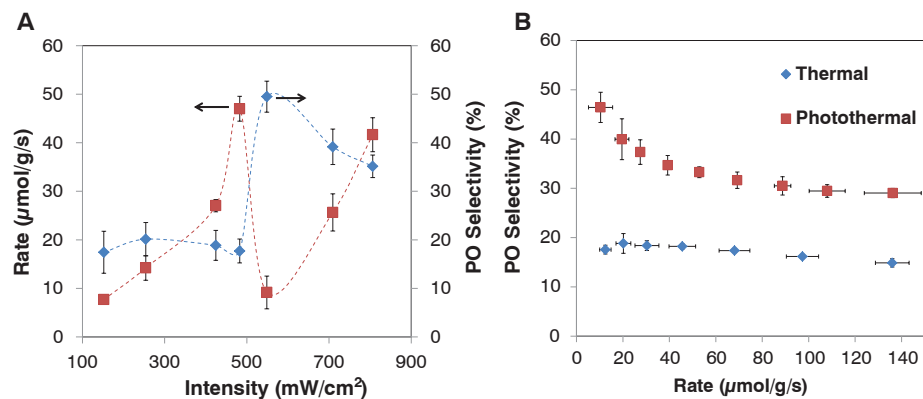 A
60
50
40
30
20
10
0
Rate (µmol/g/s)
60
50
40
30
20
10
0
PO Selectivity (%)
100 300 500 700 900
Intensity (mW/cm²)
B
60
50
40
30
20
10
0
PO Selectivity (%)
Thermal
Photothermal
0 20 40 60 80 100 120 140
Rate (µmol/g/s)